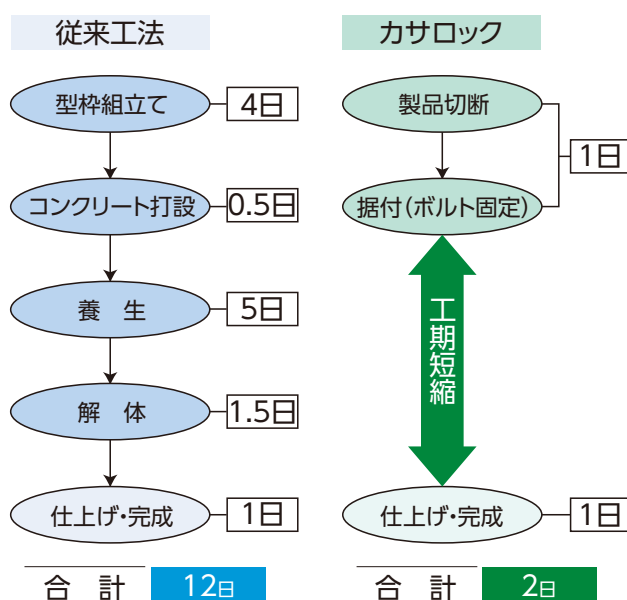 従来工法
型枠組立て
4日
コンクリート打設
0.5日
養 生
5日
解 体
1.5日
仕上げ・完成
1日
合 計
12日
カサロック
製品切断
据付(ボルト固定)
1日
工期短縮
仕上げ・完成
1日
合 計
2日